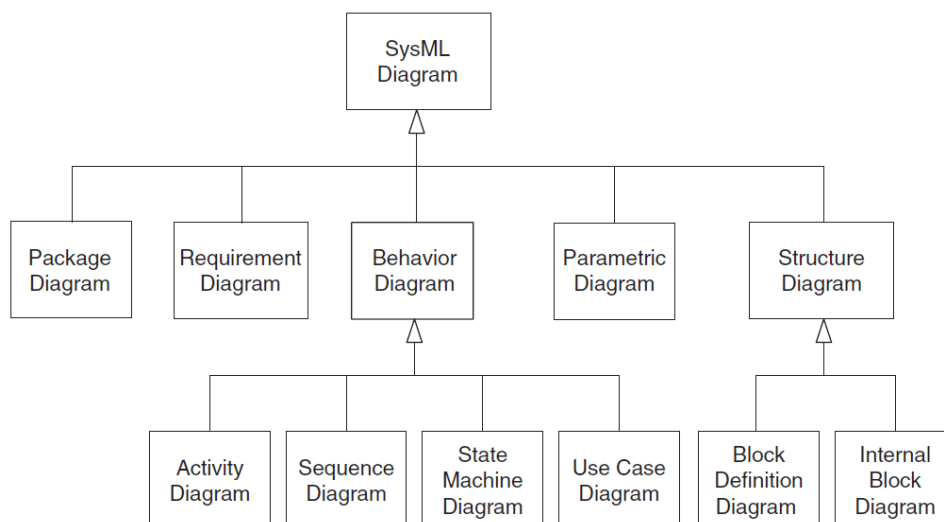 SysML
Diagram
Package
Diagram
Requirement
Diagram
Behavior
Diagram
Parametric
Diagram
Structure
Diagram
Activity
Diagram
Sequence
Diagram
State
Machine
Diagram
Use Case
Diagram
Block
Definition
Diagram
Internal
Block
Diagram